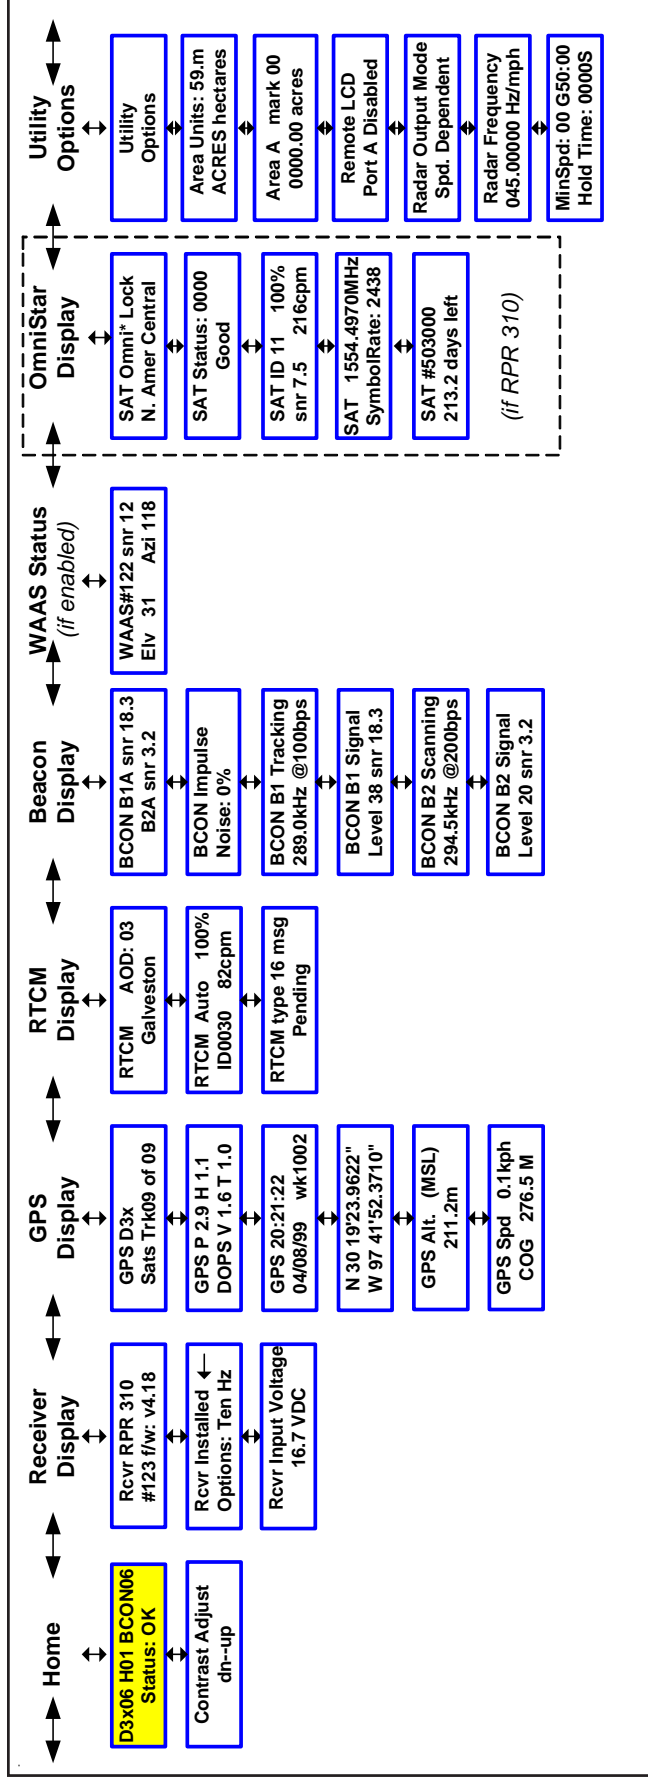 Home
D3x06 H01 BCON06
Status: OK
Contrast Adjust
dn--up
Receiver
Display
Rcvr RPR 310
#123 f/w: v4.18
Rcvr Installed
Options: Ten Hz
Rcvr Input Voltage
16.7 VDC
GPS
Display
GPS D3x
Sats Trk09 of 09
GPS P 2.9 H 1.1
DOPS V 1.6 T 1.0
GPS 20:21:22
04/08/99 wk1002
N 30 19'23.9622"
W 97 41'52.3710"
GPS Alt. (MSL)
211.2m
GPS Spd 0.1kph
COG 276.5 M
RTCM
Display
RTCM AOD: 03
Galveston
RTCM Auto 100%
ID0030 82cpm
RTCM type 16 msg
Pending
Beacon
Display
BCON B1A snr 18.3
B2A snr 3.2
BCON Impulse
Noise: 0%
BCON B1 Tracking
289.0kHz @100bps
BCON B1 Signal
Level 38 snr 18.3
BCON B2 Scanning
294.5kHz @200bps
BCON B2 Signal
Level 20 snr 3.2
WAAS Status
(if enabled)
WAAS#122 snr 12
Elv 31 Azi 118
OmniStar
Display
SAT Omni* Lock
N. Amer Central
SAT Status: 0000
Good
SAT ID 11 100%
snr 7.5 216cpm
SAT 1554.4970MHz
SymbolRate: 2438
SAT #503000
213.2 days left
(if RPR 310)
Utility
Options
Utility
Options
Area Units: 59.m
ACRES hectares
Area A mark 00
0000.00 acres
Remote LCD
Port A Disabled
Radar Output Mode
Spd. Dependent
Radar Frequency
045.00000 Hz/mph
MinSpd: 00 G50:00
Hold Time: 0000S